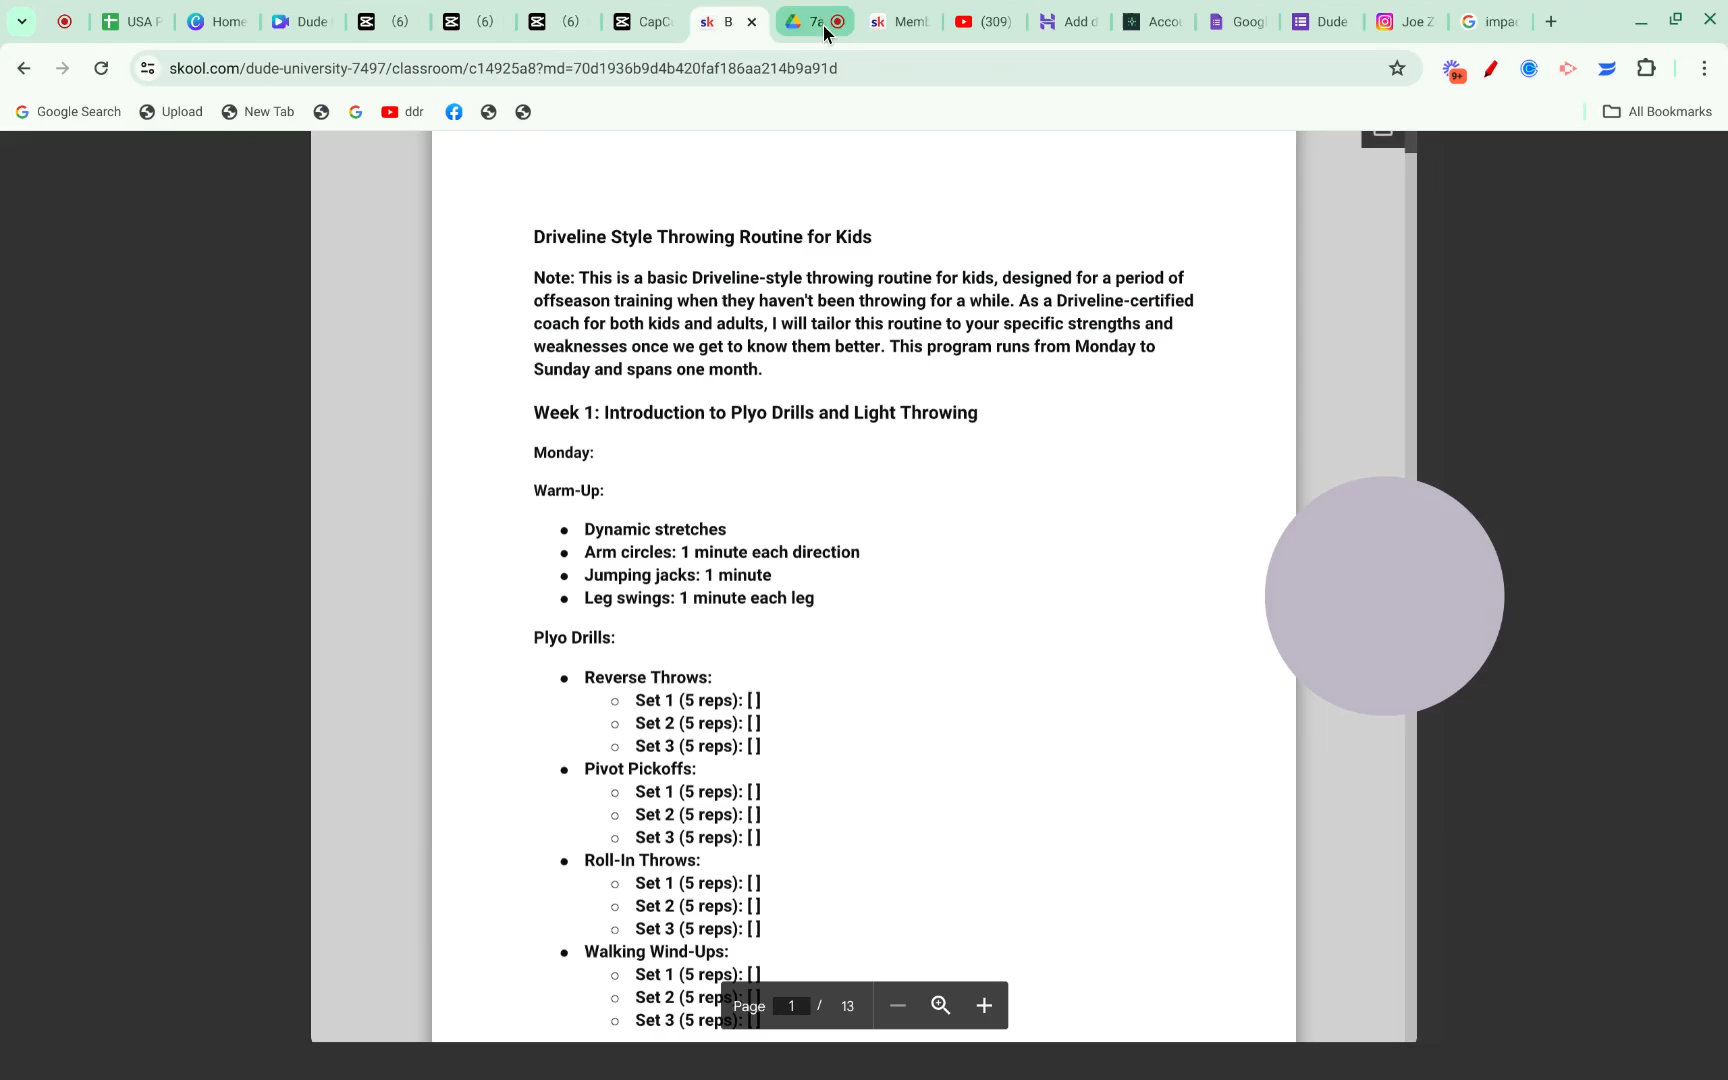 USA F
Home
Dude
(6)
(6)
(6)
CapC
sk B
7a
sk Memb
(309)
Add d
Accou
Googl
Dude
Joe Z
impac
skool.com/dude-university-7497/classroom/c14925a8?md=70d1936b9d4b420faf186aa214b9a91d
9+
Google Search
Upload
New Tab
ddr
All Bookmarks
Driveline Style Throwing Routine for Kids
Note: This is a basic Driveline-style throwing routine for kids, designed for a period of
offseason training when they haven't been throwing for a while. As a Driveline-certified
coach for both kids and adults, I will tailor this routine to your specific strengths and
weaknesses once we get to know them better. This program runs from Monday to
Sunday and spans one month.
Week 1: Introduction to Plyo Drills and Light Throwing
Monday:
Warm-Up:
● Dynamic stretches
● Arm circles: 1 minute each direction
● Jumping jacks: 1 minute
● Leg swings: 1 minute each leg
Plyo Drills:
● Reverse Throws:
○ Set 1 (5 reps): [ ]
○ Set 2 (5 reps): [ ]
○ Set 3 (5 reps): [ ]
● Pivot Pickoffs:
○ Set 1 (5 reps): [ ]
○ Set 2 (5 reps): [ ]
○ Set 3 (5 reps): [ ]
● Roll-In Throws:
○ Set 1 (5 reps): [ ]
○ Set 2 (5 reps): [ ]
○ Set 3 (5 reps): [ ]
● Walking Wind-Ups:
○ Set 1 (5 reps): [ ]
○ Set 2 (5 reps): [ ]
○ Set 3 (5 reps): [ ]
Page 1 / 13